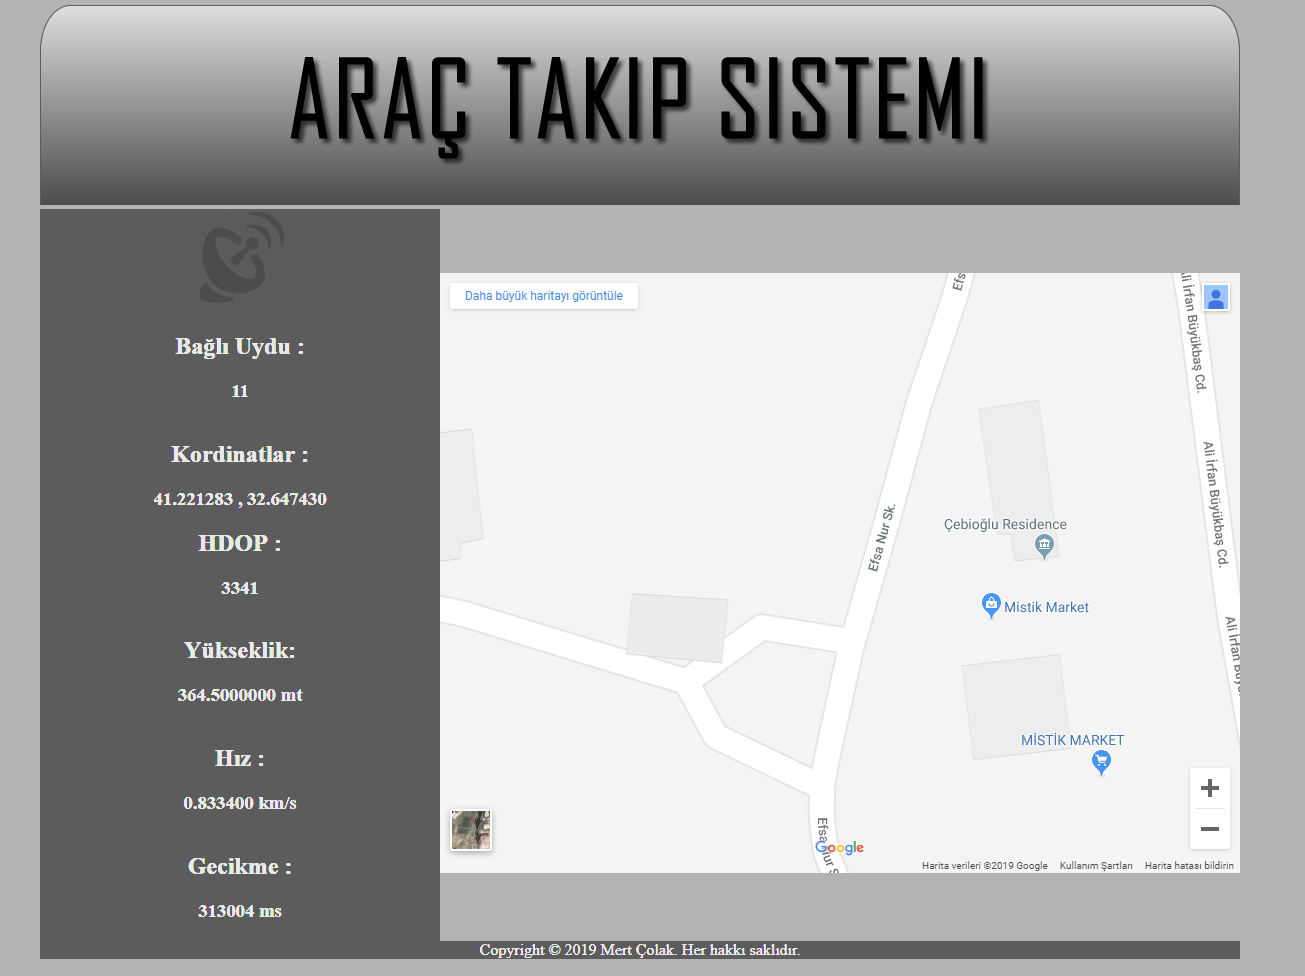 ARAÇ TAKIP SISTEMI
Bağlı Uydu :
11
Kordinatlar :
41.221283 , 32.647430
HDOP :
3341
Yükseklik:
364.5000000 mt
Hız :
0.833400 km/s
Gecikme :
313004 ms
Daha büyük haritayı görüntüle
Ali İrfan Büyükbaş Cd.
Ali İrfan Büyükbaş Cd.
Efsa Nur Sk.
Çebioğlu Residence
Mistik Market
MİSTİK MARKET
Google
Harita verileri ©2019 Google Kullanım Şartları Harita hatası bildirin
Copyright © 2019 Mert Çolak. Her hakkı saklıdır.